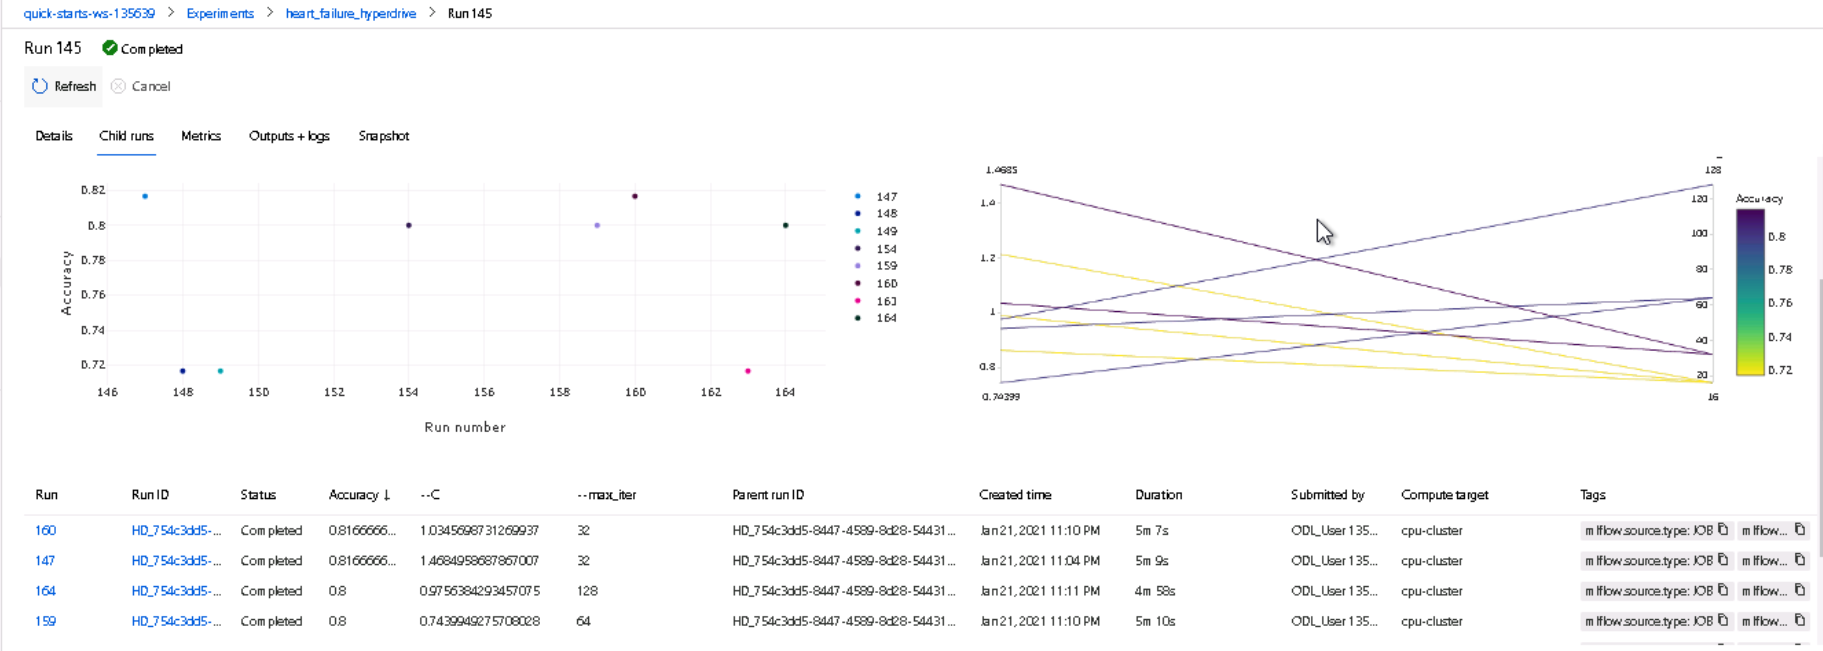 quick-starts-ws-135639 > Experiments > heart_failure_hyperdrive > Run 145
Run 145 Completed
Refresh Cancel
Details Child runs Metrics Outputs + logs Snapshot
Accuracy
0.82
0.8
0.78
0.76
0.74
0.72
146 148 150 152 154 156 158 160 162 164
Run number
147
148
149
154
159
160
163
164
1.4685
1.4
1.2
1
0.8
0.74399
128
120
100
80
60
40
20
16
Accuracy
0.8
0.78
0.76
0.74
0.72
Run Run ID Status Accuracy ↓ --C --max_iter Parent run ID Created time Duration Submitted by Compute target Tags
160 HD_754c3dd5-... Completed 0.8166666... 1.0345698731269937 32 HD_754c3dd5-8447-4589-8d28-54431... Jan 21, 2021 11:10 PM 5m 7s ODL_User 135... cpu-cluster mlflow.source.type: JOB mlflow...
147 HD_754c3dd5-... Completed 0.8166666... 1.4684958687867007 32 HD_754c3dd5-8447-4589-8d28-54431... Jan 21, 2021 11:04 PM 5m 9s ODL_User 135... cpu-cluster mlflow.source.type: JOB mlflow...
164 HD_754c3dd5-... Completed 0.8 0.9756384293457075 128 HD_754c3dd5-8447-4589-8d28-54431... Jan 21, 2021 11:11 PM 4m 58s ODL_User 135... cpu-cluster mlflow.source.type: JOB mlflow...
159 HD_754c3dd5-... Completed 0.8 0.7439949275708028 64 HD_754c3dd5-8447-4589-8d28-54431... Jan 21, 2021 11:10 PM 5m 10s ODL_User 135... cpu-cluster mlflow.source.type: JOB mlflow...